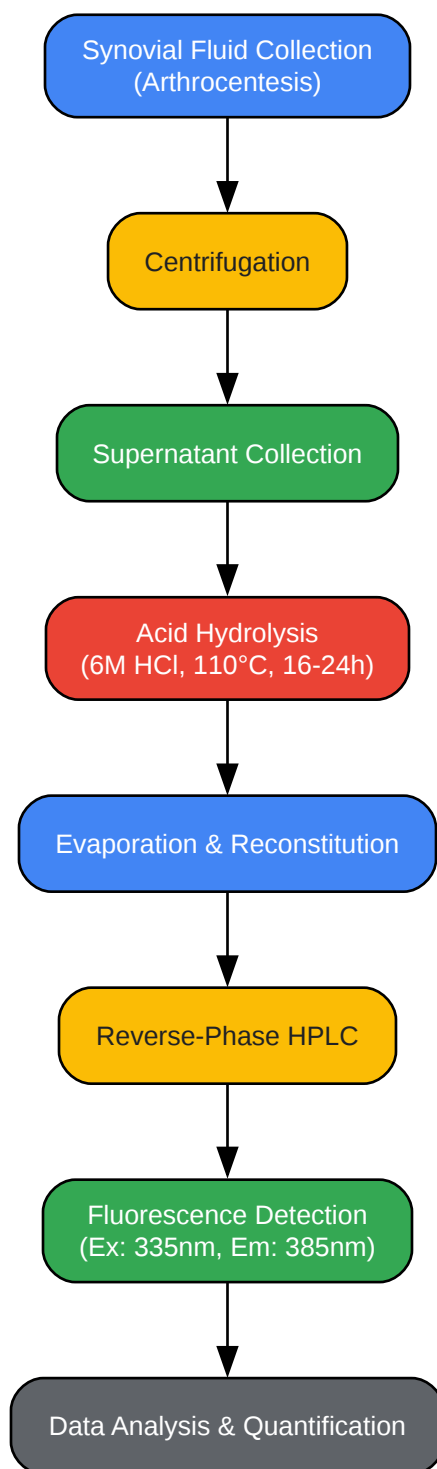 Synovial Fluid Collection
(Arthrocentesis)
Centrifugation
Supernatant Collection
Acid Hydrolysis
(6M HCl, 110°C, 16-24h)
Evaporation & Reconstitution
Reverse-Phase HPLC
Fluorescence Detection
(Ex: 335nm, Em: 385nm)
Data Analysis & Quantification